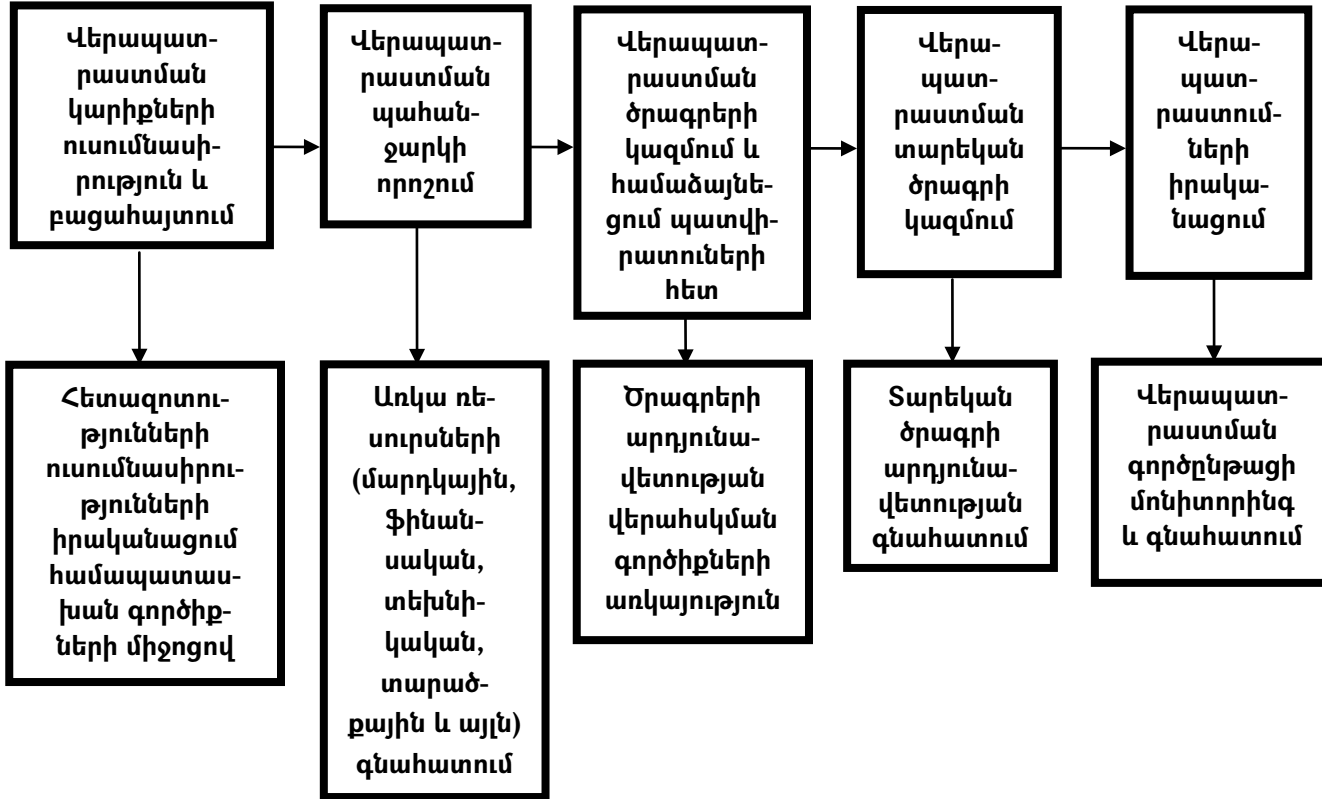 Վերապատ-
րաստման
կարիքների
ուսումնասի-
րություն և
բացահայտում
Վերապատ-
րաստման
պահան-
ջարկի
որոշում
Վերապատ-
րաստման
ծրագրերի
կազմում և
համաձայնե-
ցում պատվի-
րատուների
հետ
Վերա-
պատ-
րաստման
տարեկան
ծրագրի
կազմում
Վերա-
պատ-
րաստում-
ների
իրակա-
նացում
Հետազոտու-
թյունների
ուսումնասիրու-
թյունների
իրականացում
համապատաս-
խան գործիք-
ների միջոցով
Առկա ռե-
սուրսների
(մարդկային,
ֆինան-
սական,
տեխնի-
կական,
տարած-
քային և այլն)
գնահատում
Ծրագրերի
արդյունա-
վետության
վերահսկման
գործիքների
առկայություն
Տարեկան
ծրագրի
արդյունա-
վետության
գնահատում
Վերապատ-
րաստման
գործընթացի
մոնիտորինգ
և գնահատում